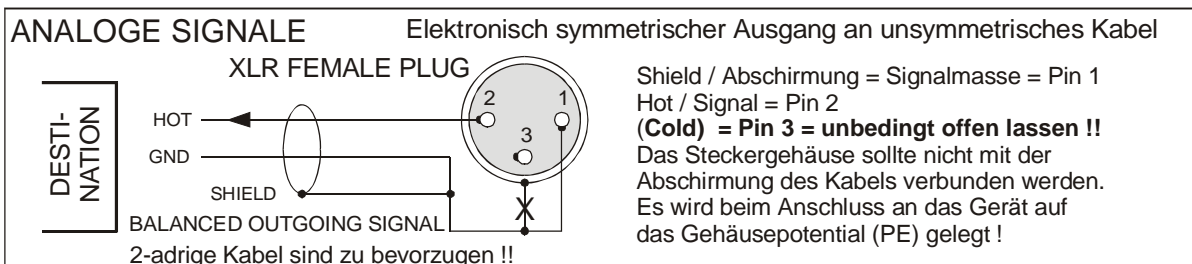 ANALOGE SIGNALE
Elektronisch symmetrischer Ausgang an unsymmetrisches Kabel
XLR FEMALE PLUG
DESTI-
NATION
HOT
GND
SHIELD
BALANCED OUTGOING SIGNAL
2-adrige Kabel sind zu bevorzugen !!
2
1
3
X
Shield / Abschirmung = Signalmasse = Pin 1
Hot / Signal = Pin 2
(Cold) = Pin 3 = unbedingt offen lassen !!
Das Steckergehäuse sollte nicht mit der
Abschirmung des Kabels verbunden werden.
Es wird beim Anschluss an das Gerät auf
das Gehäusepotential (PE) gelegt !